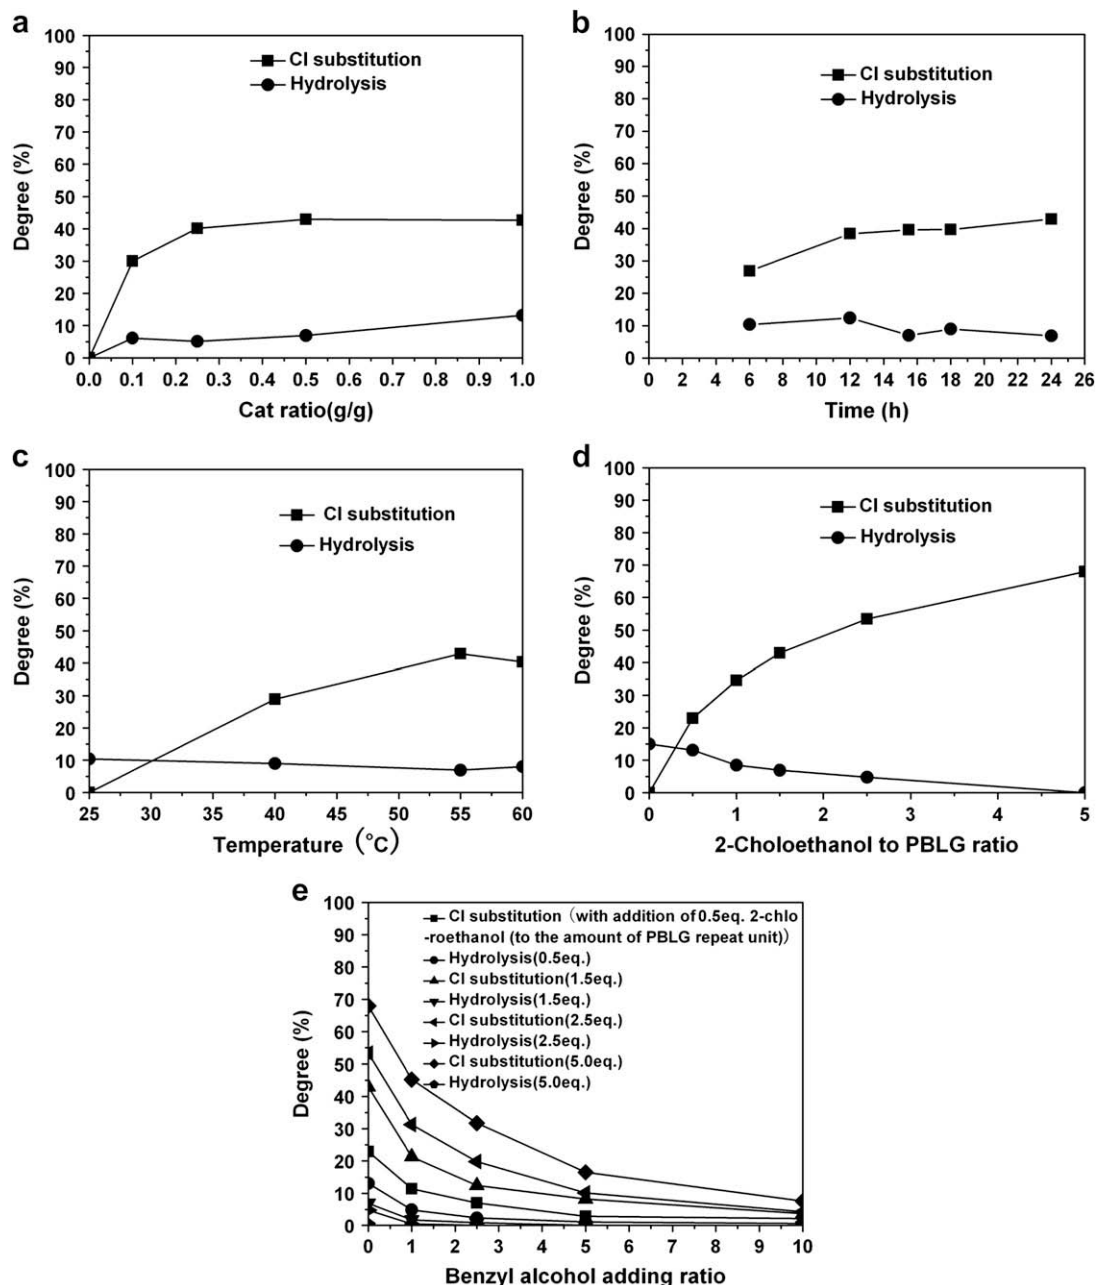 a
100
90
80
70
60
50
40
30
20
10
0
Degree (%)
Cl substitution
Hydrolysis
0.0 0.1 0.2 0.3 0.4 0.5 0.6 0.7 0.8 0.9 1.0
Cat ratio(g/g)
b
100
90
80
70
60
50
40
30
20
10
0
Degree (%)
Cl substitution
Hydrolysis
0 2 4 6 8 10 12 14 16 18 20 22 24 26
Time (h)
c
100
90
80
70
60
50
40
30
20
10
0
Degree (%)
Cl substitution
Hydrolysis
25 30 35 40 45 50 55 60
Temperature (°C)
d
100
90
80
70
60
50
40
30
20
10
0
Degree (%)
Cl substitution
Hydrolysis
0 1 2 3 4 5
2-Choloethanol to PBLG ratio
e
100
90
80
70
60
50
40
30
20
10
0
Degree (%)
Cl substitution (with addition of 0.5eq. 2-chlo
-roethanol (to the amount of PBLG repeat unit))
Hydrolysis(0.5eq.)
Cl substitution(1.5eq.)
Hydrolysis(1.5eq.)
Cl substitution(2.5eq.)
Hydrolysis(2.5eq.)
Cl substitution(5.0eq.)
Hydrolysis(5.0eq.)
0 1 2 3 4 5 6 7 8 9 10
Benzyl alcohol adding ratio